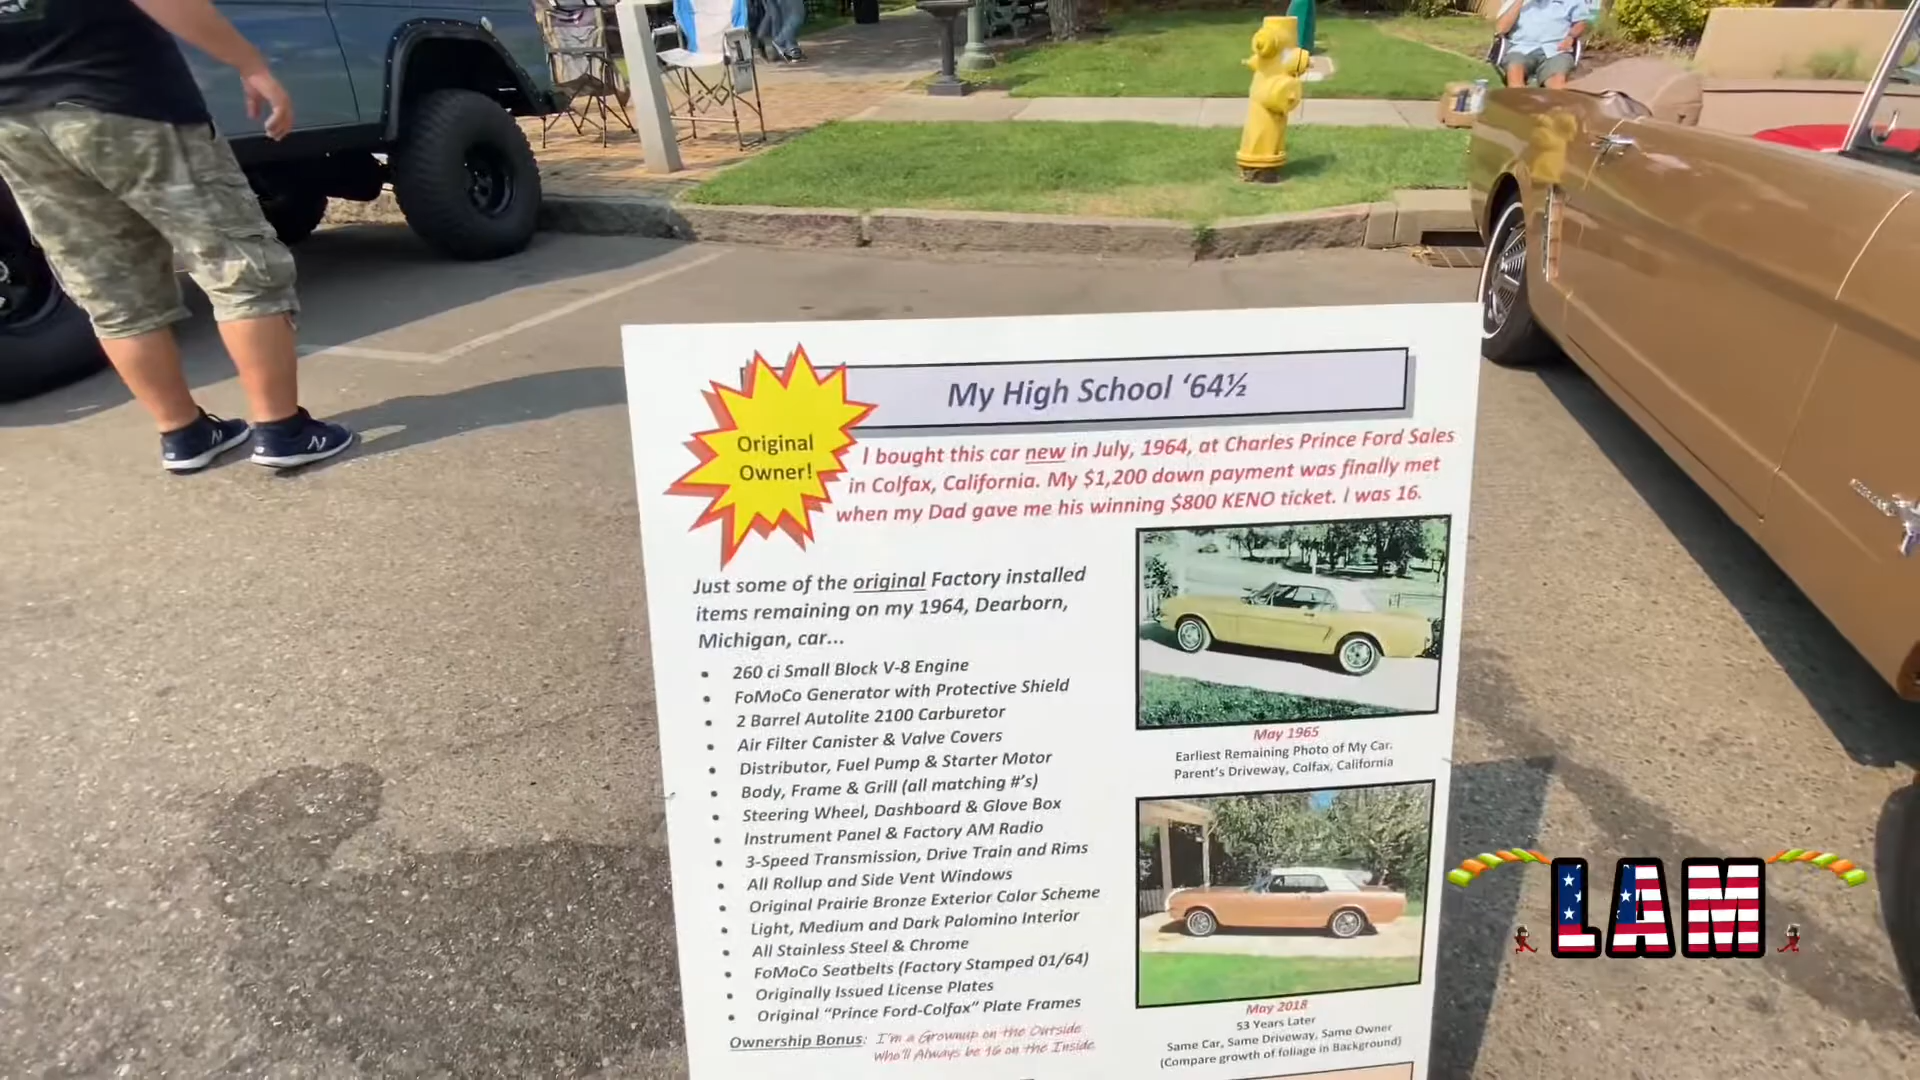 My High School ‘64½
Original
Owner!
I bought this car new in July, 1964, at Charles Prince Ford Sales
in Colfax, California. My $1,200 down payment was finally met
when my Dad gave me his winning $800 KENO ticket. I was 16.
Just some of the original Factory installed
items remaining on my 1964, Dearborn,
Michigan, car...
• 260 ci Small Block V-8 Engine
• FoMoCo Generator with Protective Shield
• 2 Barrel Autolite 2100 Carburetor
• Air Filter Canister & Valve Covers
• Distributor, Fuel Pump & Starter Motor
• Body, Frame & Grill (all matching #’s)
• Steering Wheel, Dashboard & Glove Box
• Instrument Panel & Factory AM Radio
• 3-Speed Transmission, Drive Train and Rims
• All Rollup and Side Vent Windows
• Original Prairie Bronze Exterior Color Scheme
• Light, Medium and Dark Palomino Interior
• All Stainless Steel & Chrome
• FoMoCo Seatbelts (Factory Stamped 01/64)
• Originally Issued License Plates
• Original “Prince Ford-Colfax” Plate Frames
Ownership Bonus: I’m a Grownup on the Outside
who’ll Always be 16 on the Inside.
May 1965
Earliest Remaining Photo of My Car.
Parent’s Driveway, Colfax, California
May 2018
53 Years Later
Same Car, Same Driveway, Same Owner
(Compare growth of foliage in Background)
N
N
LAM